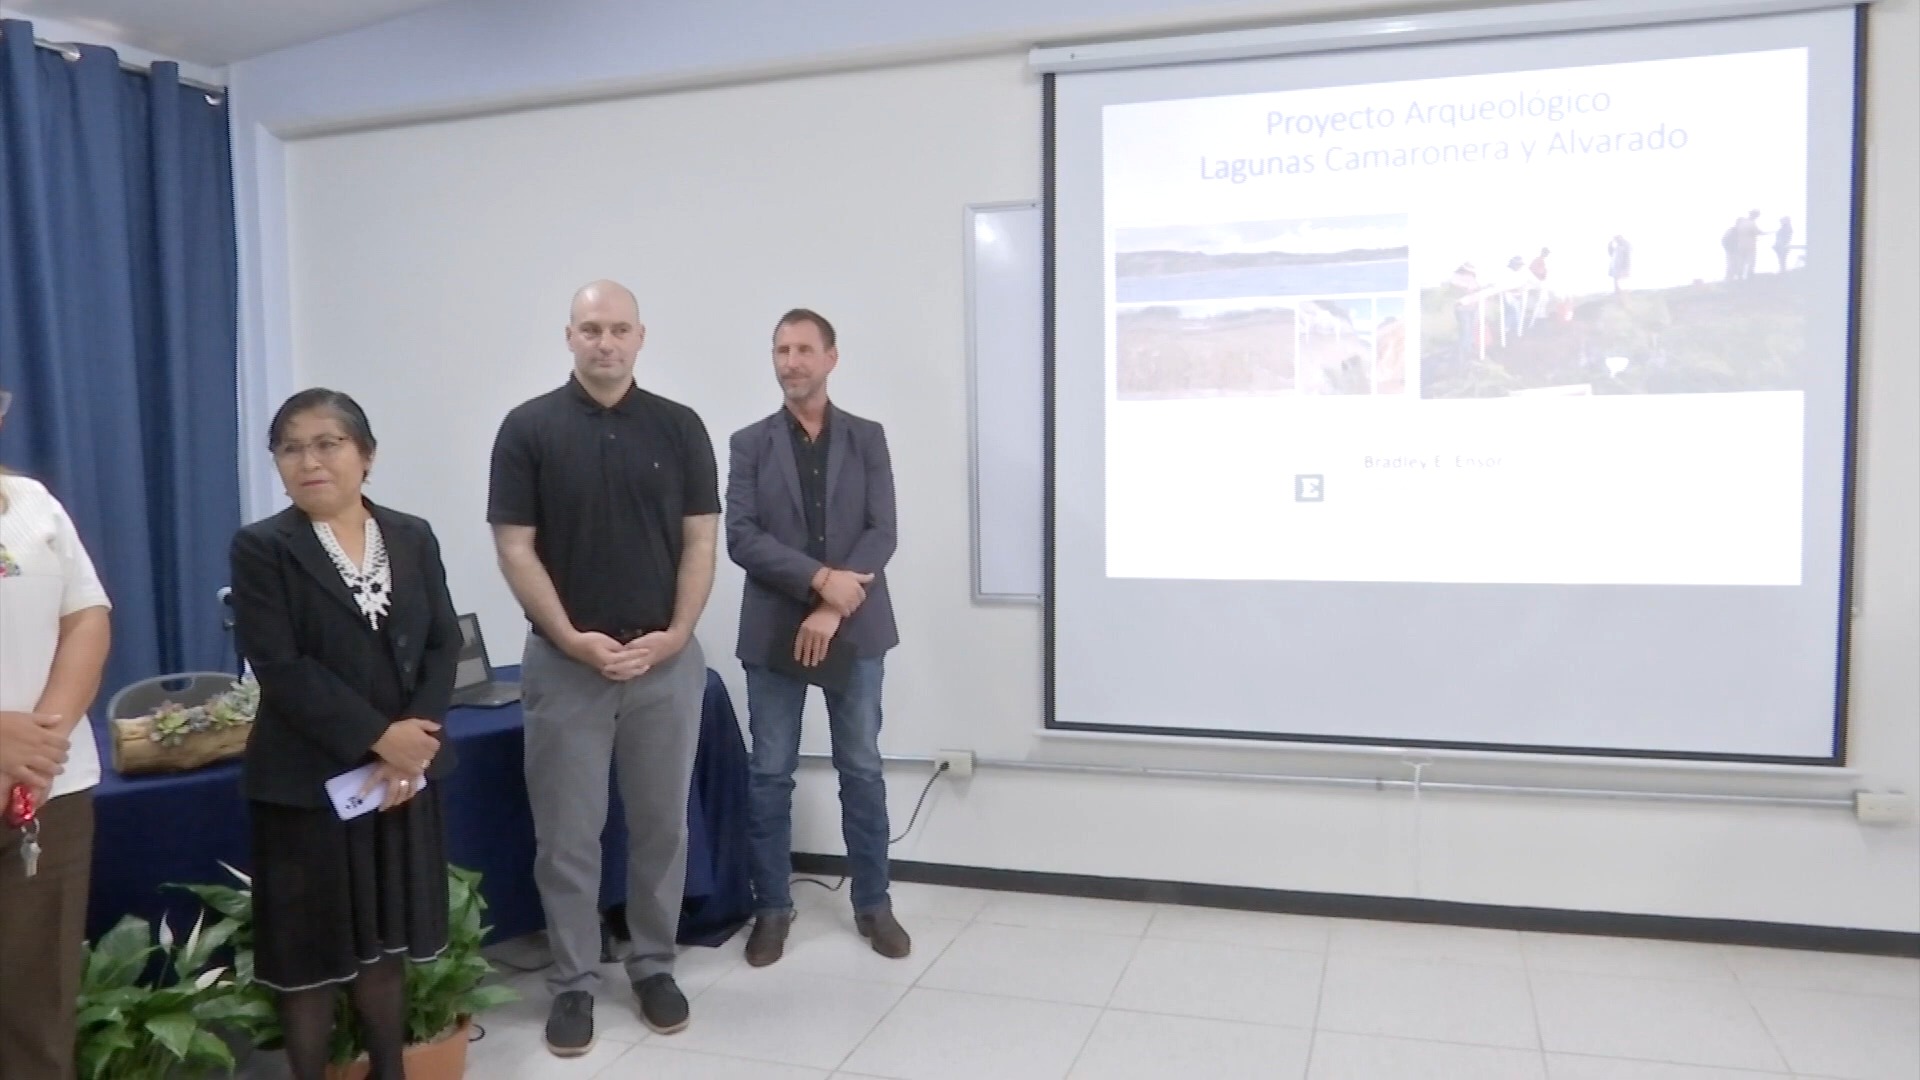 Proyecto Arqueológico
Lagunas Camaronera y Alvarado
Bradley E. Ensor
E